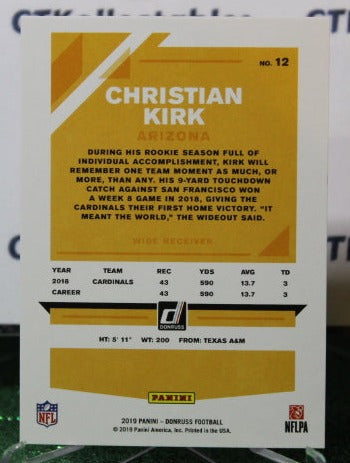 CTKcollectables
NO. 12
CHRISTIAN
KIRK
ARIZONA
DURING HIS ROOKIE SEASON FULL OF
INDIVIDUAL ACCOMPLISHMENT, KIRK WILL
REMEMBER ONE TEAM MOMENT AS MUCH, OR
MORE, THAN ANY. HIS 9-YARD TOUCHDOWN
CATCH AGAINST SAN FRANCISCO WON
A WEEK 8 GAME IN 2018, GIVING THE
CARDINALS THEIR FIRST HOME VICTORY. "IT
MEANT THE WORLD," THE WIDEOUT SAID.
WIDE RECEIVER
YEAR TEAM REC YDS AVG TD
2018 CARDINALS 43 590 13.7 3
CAREER 43 590 13.7 3
DONRUSS
HT: 5' 11" WT: 200 FROM: TEXAS A&M
PANINI
NFL
NFLPA
2019 PANINI – DONRUSS FOOTBALL
© 2019 Panini America, Inc. Printed in the USA.